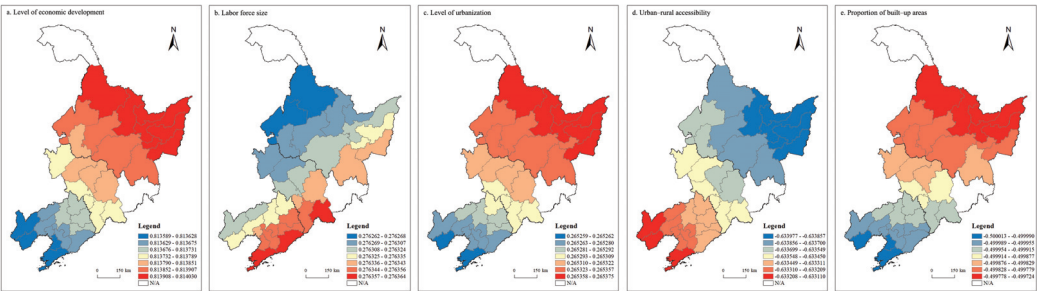 a. Level of economic development
N
Legend
0.813589 - 0.813628
0.813629 - 0.813675
0.813676 - 0.813731
0.813732 - 0.813789
0.813790 - 0.813851
0.813852 - 0.813907
0.813908 - 0.814030
N/A
0 150 km
b. Labor force size
N
Legend
0.276262 - 0.276268
0.276269 - 0.276307
0.276308 - 0.276324
0.276325 - 0.276335
0.276336 - 0.276343
0.276344 - 0.276356
0.276357 - 0.276364
N/A
0 150 km
c. Level of urbanization
N
Legend
0.265259 - 0.265262
0.265263 - 0.265280
0.265281 - 0.265292
0.265293 - 0.265309
0.265310 - 0.265322
0.265323 - 0.265357
0.265358 - 0.265375
N/A
0 150 km
d. Urban-rural accessibility
N
Legend
-0.633977 - -0.633857
-0.633856 - -0.633700
-0.633699 - -0.633549
-0.633548 - -0.633450
-0.633449 - -0.633311
-0.633310 - -0.633209
-0.633208 - -0.633110
N/A
0 150 km
e. Proportion of built-up areas
N
Legend
-0.500013 - -0.499990
-0.499989 - -0.499955
-0.499954 - -0.499915
-0.499914 - -0.499877
-0.499876 - -0.499829
-0.499828 - -0.499779
-0.499778 - -0.499724
N/A
0 150 km